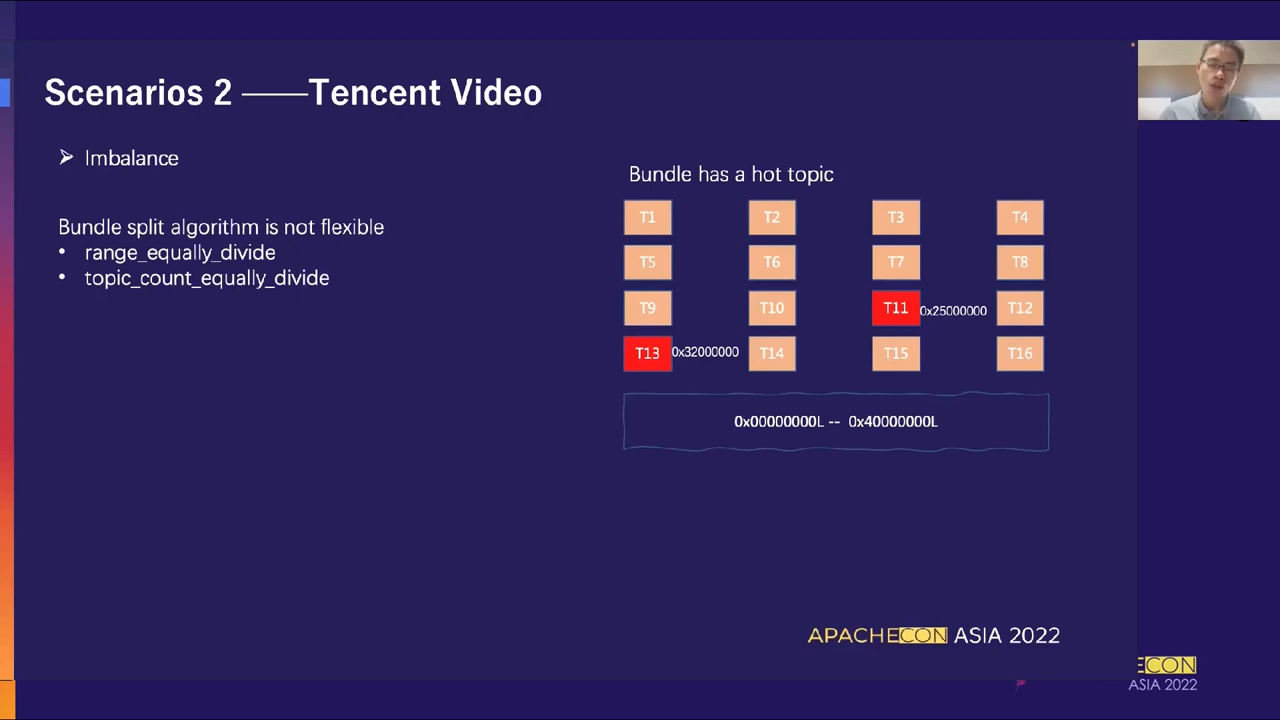 Scenarios 2 ——Tencent Video
➢ Imbalance
Bundle split algorithm is not flexible
• range_equally_divide
• topic_count_equally_divide
Bundle has a hot topic
T1 T2 T3 T4
T5 T6 T7 T8
T9 T10 T11 0x25000000 T12
T13 0x32000000 T14 T15 T16
0x00000000L -- 0x40000000L
APACHECON ASIA 2022
ECON
ASIA 2022